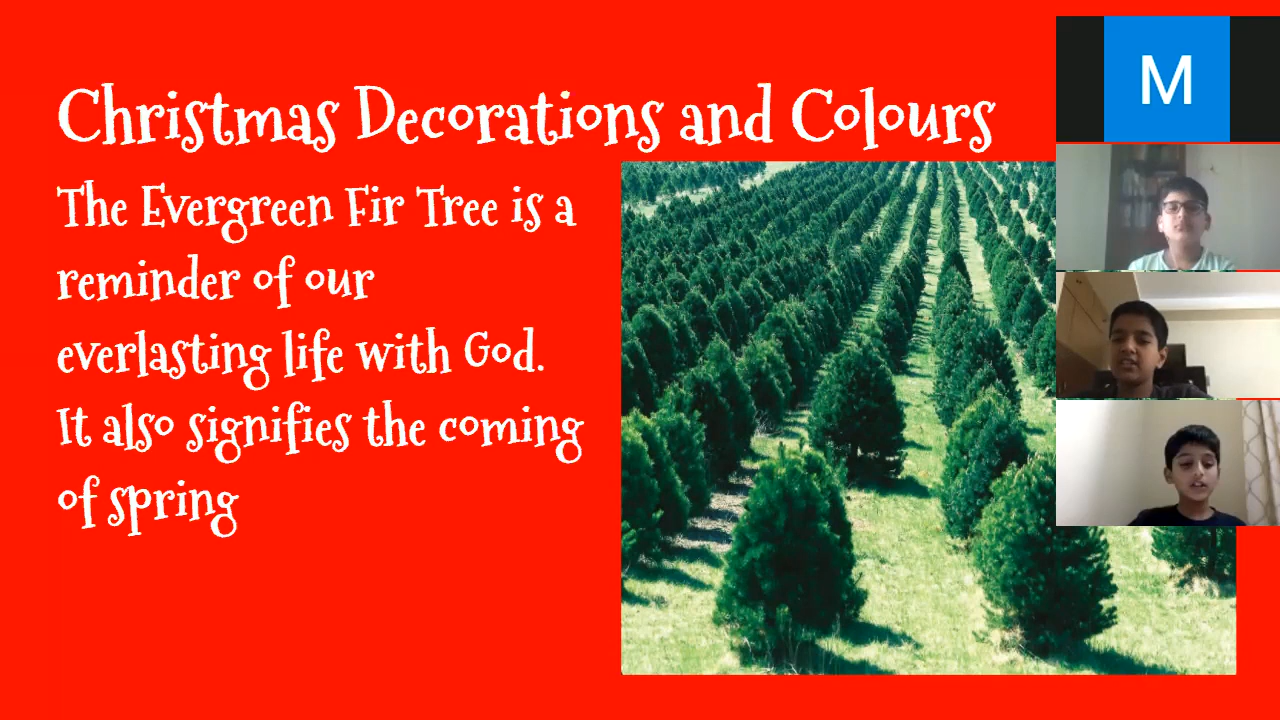 Christmas Decorations and Colours
The Evergreen Fir Tree is a
reminder of our
everlasting life with God.
It also signifies the coming
of spring
M